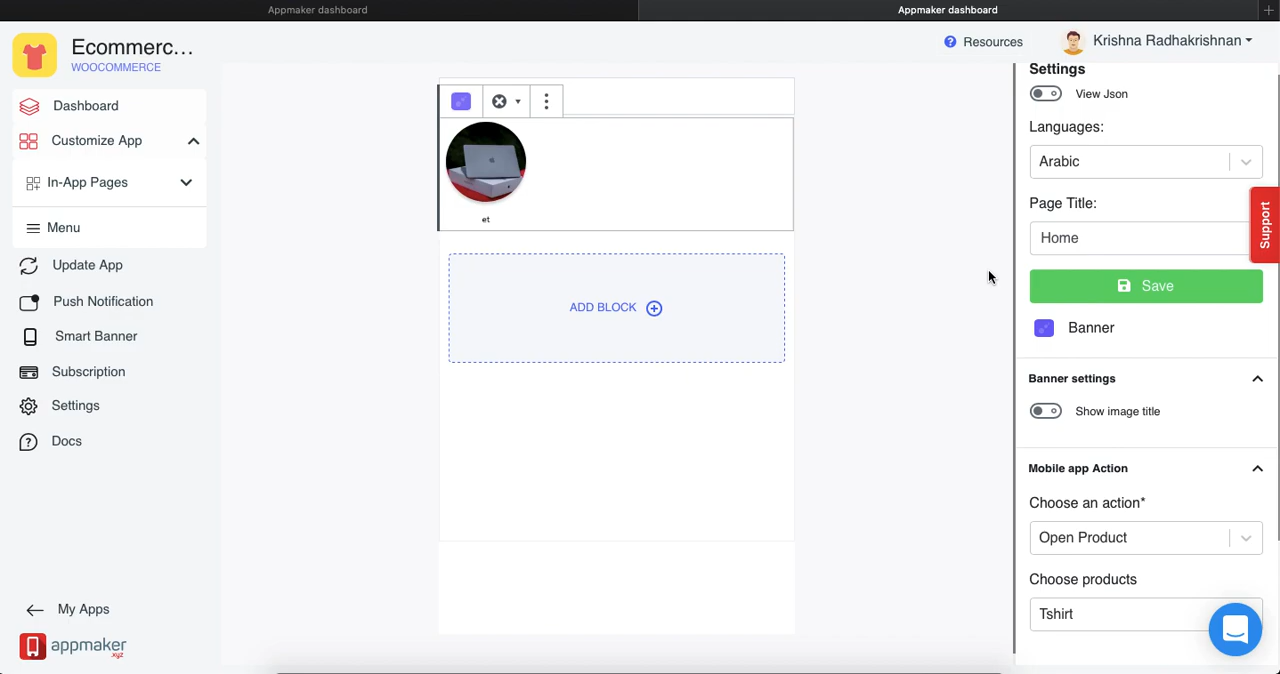 Appmaker dashboard
Appmaker dashboard
Ecommerc...
WOOCOMMERCE
Resources
Krishna Radhakrishnan
Dashboard
Customize App
In-App Pages
Menu
Update App
Push Notification
Smart Banner
Subscription
Settings
Docs
My Apps
appmaker
.xyz
et
ADD BLOCK
Settings
View Json
Languages:
Arabic
Page Title:
Home
Support
Save
Banner
Banner settings
Show image title
Mobile app Action
Choose an action*
Open Product
Choose products
Tshirt